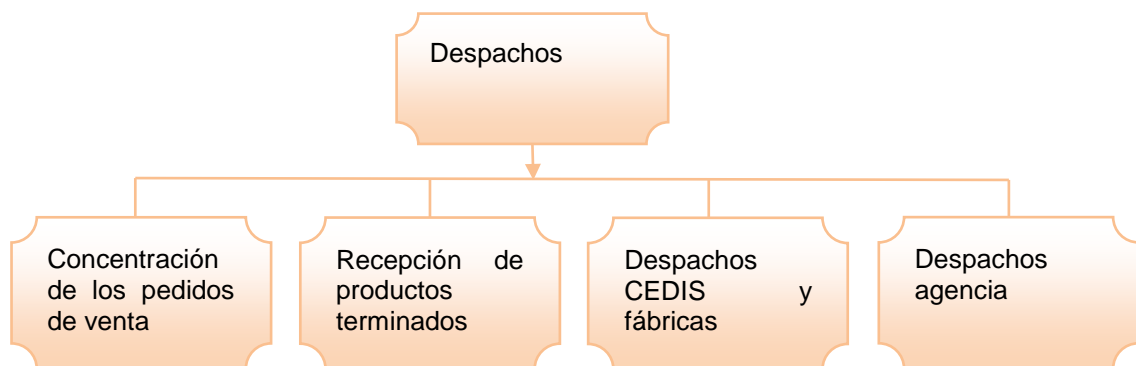 Despachos
Concentración
de los pedidos
de venta
Recepción de
productos
terminados
Despachos
CEDIS y
fábricas
Despachos
agencia